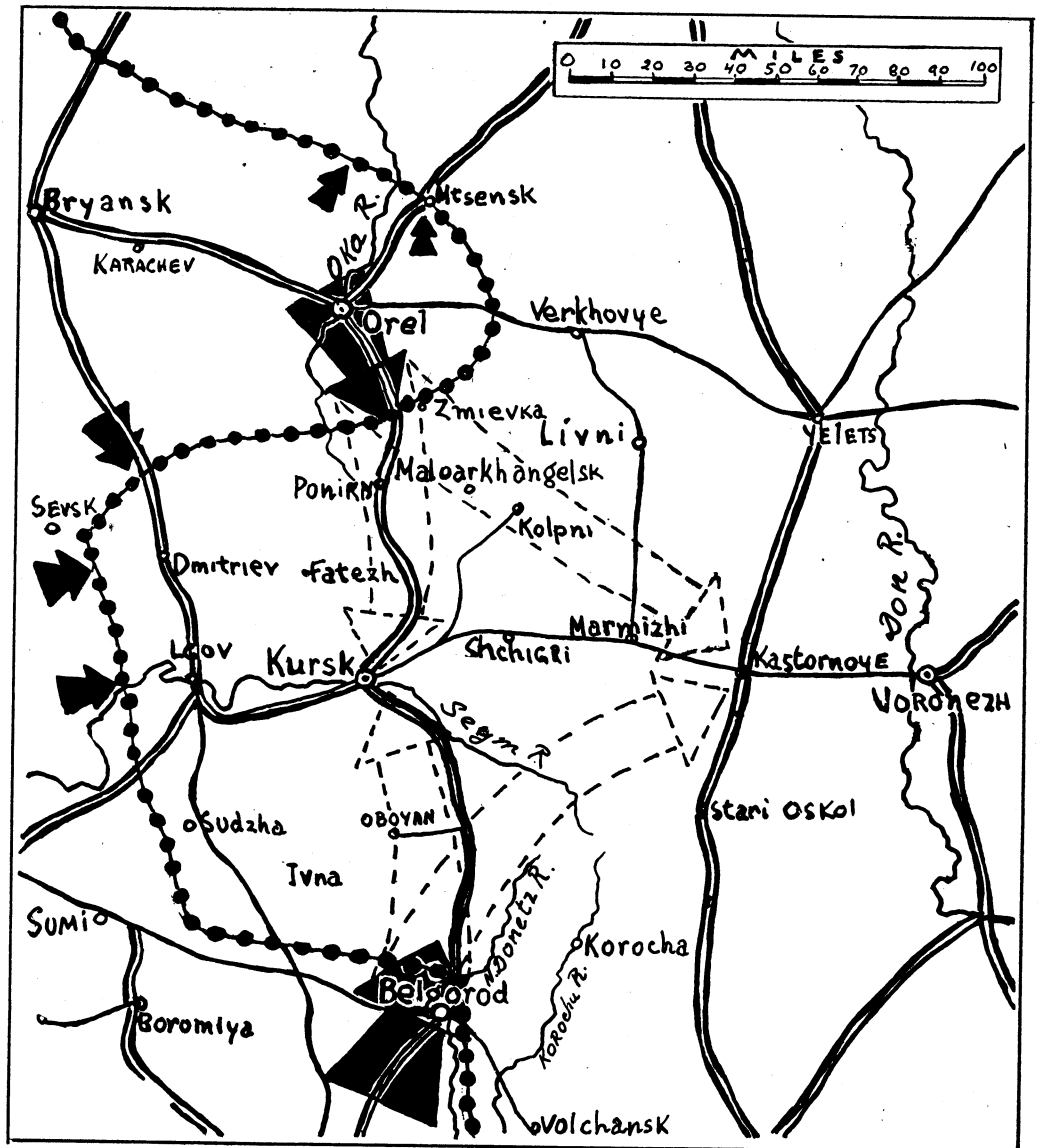 MILES
0 10 20 30 40 50 60 70 80 90 100
Bryansk
Mtsensk
OKA R.
KARACHEV
Orel
Verkhovye
Zmievka
Livni
YElETS
Maloarkhangelsk
PONIRI
SEVSK
Kolpni
Dmitriev
Fatezh
DON R.
Marmizhi
LGOV
Kursk
ShchiGRi
KastornoyE
VORonEZH
Seym R
OBOYAN
Stari OSKOl
Sudzha
Ivna
SUMi
N. Donetz R.
Korocha
Belgorod
KOROCHU R.
Boromlya
Volchansk